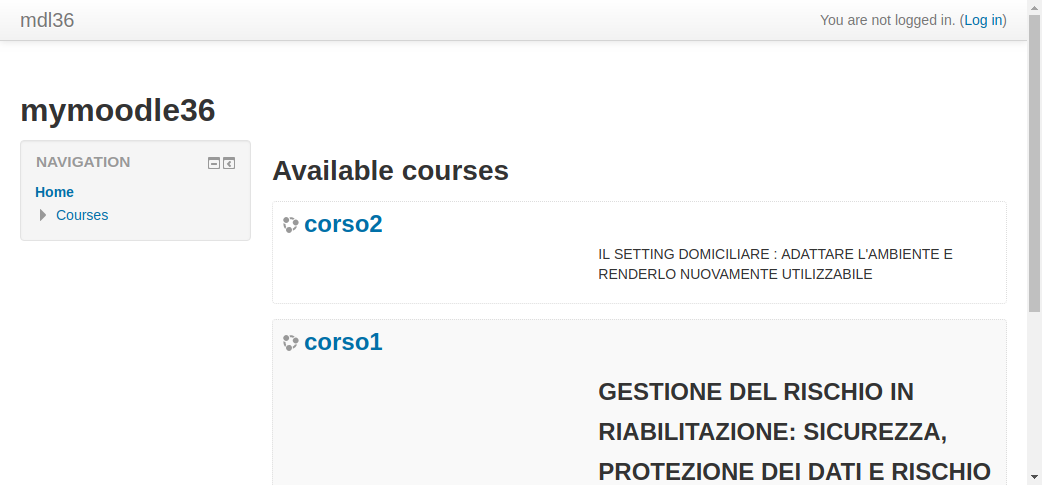 mdl36
You are not logged in. (Log in)
mymoodle36
NAVIGATION
Home
Courses
Available courses
corso2
IL SETTING DOMICILIARE : ADATTARE L'AMBIENTE E
RENDERLO NUOVAMENTE UTILIZZABILE
corso1
GESTIONE DEL RISCHIO IN
RIABILITAZIONE: SICUREZZA,
PROTEZIONE DEI DATI E RISCHIO